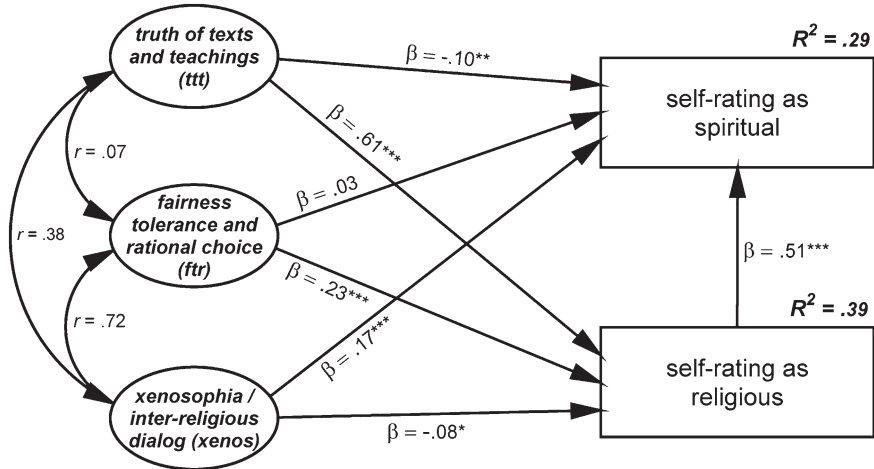 truth of texts
and teachings
(ttt)
β = -.10**
R² = .29
self-rating as
spiritual
β = .61***
r = .07
β = .03
fairness
tolerance and
rational choice
(ftr)
r = .38
β = .23***
β = .51***
r = .72
β = .17***
R² = .39
self-rating as
religious
xenosophia /
inter-religious
dialog (xenos)
β = -.08*